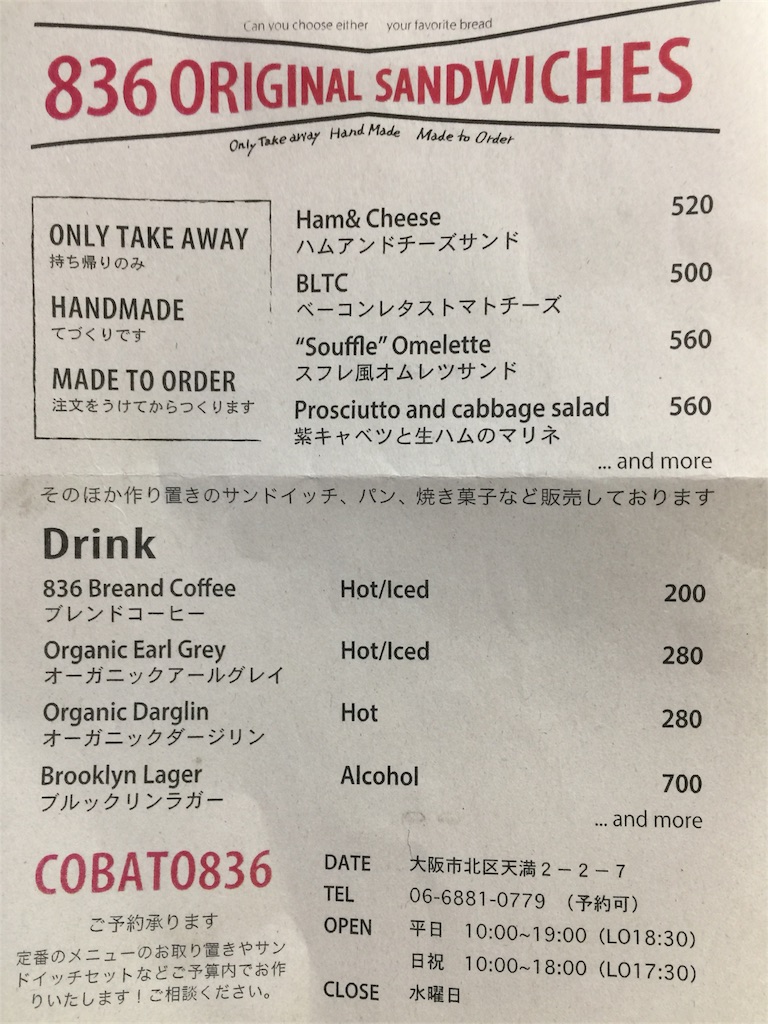 Can you choose either your favorite bread
836 ORIGINAL SANDWICHES
Only Take away Hand Made Made to Order
ONLY TAKE AWAY
持ち帰りのみ
HANDMADE
てづくりです
MADE TO ORDER
注文をうけてからつくります
Ham& Cheese 520
ハムアンドチーズサンド
BLTC 500
ベーコンレタストマトチーズ
“Souffle” Omelette 560
スフレ風オムレツサンド
Prosciutto and cabbage salad 560
紫キャベツと生ハムのマリネ
... and more
そのほか作り置きのサンドイッチ、パン、焼き菓子など販売しております
Drink
836 Breand Coffee Hot/Iced 200
ブレンドコーヒー
Organic Earl Grey Hot/Iced 280
オーガニックアールグレイ
Organic Darglin Hot 280
オーガニックダージリン
Brooklyn Lager Alcohol 700
ブルックリンラガー
... and more
COBATO836
ご予約承ります
定番のメニューのお取り置きやサン
ドイッチセットなどご予算内でお作
りいたします！ご相談ください。
DATE 大阪市北区天満２－２－７
TEL 06-6881-0779 （予約可）
OPEN 平日 10:00~19:00（LO18:30）
日祝 10:00~18:00（LO17:30）
CLOSE 水曜日